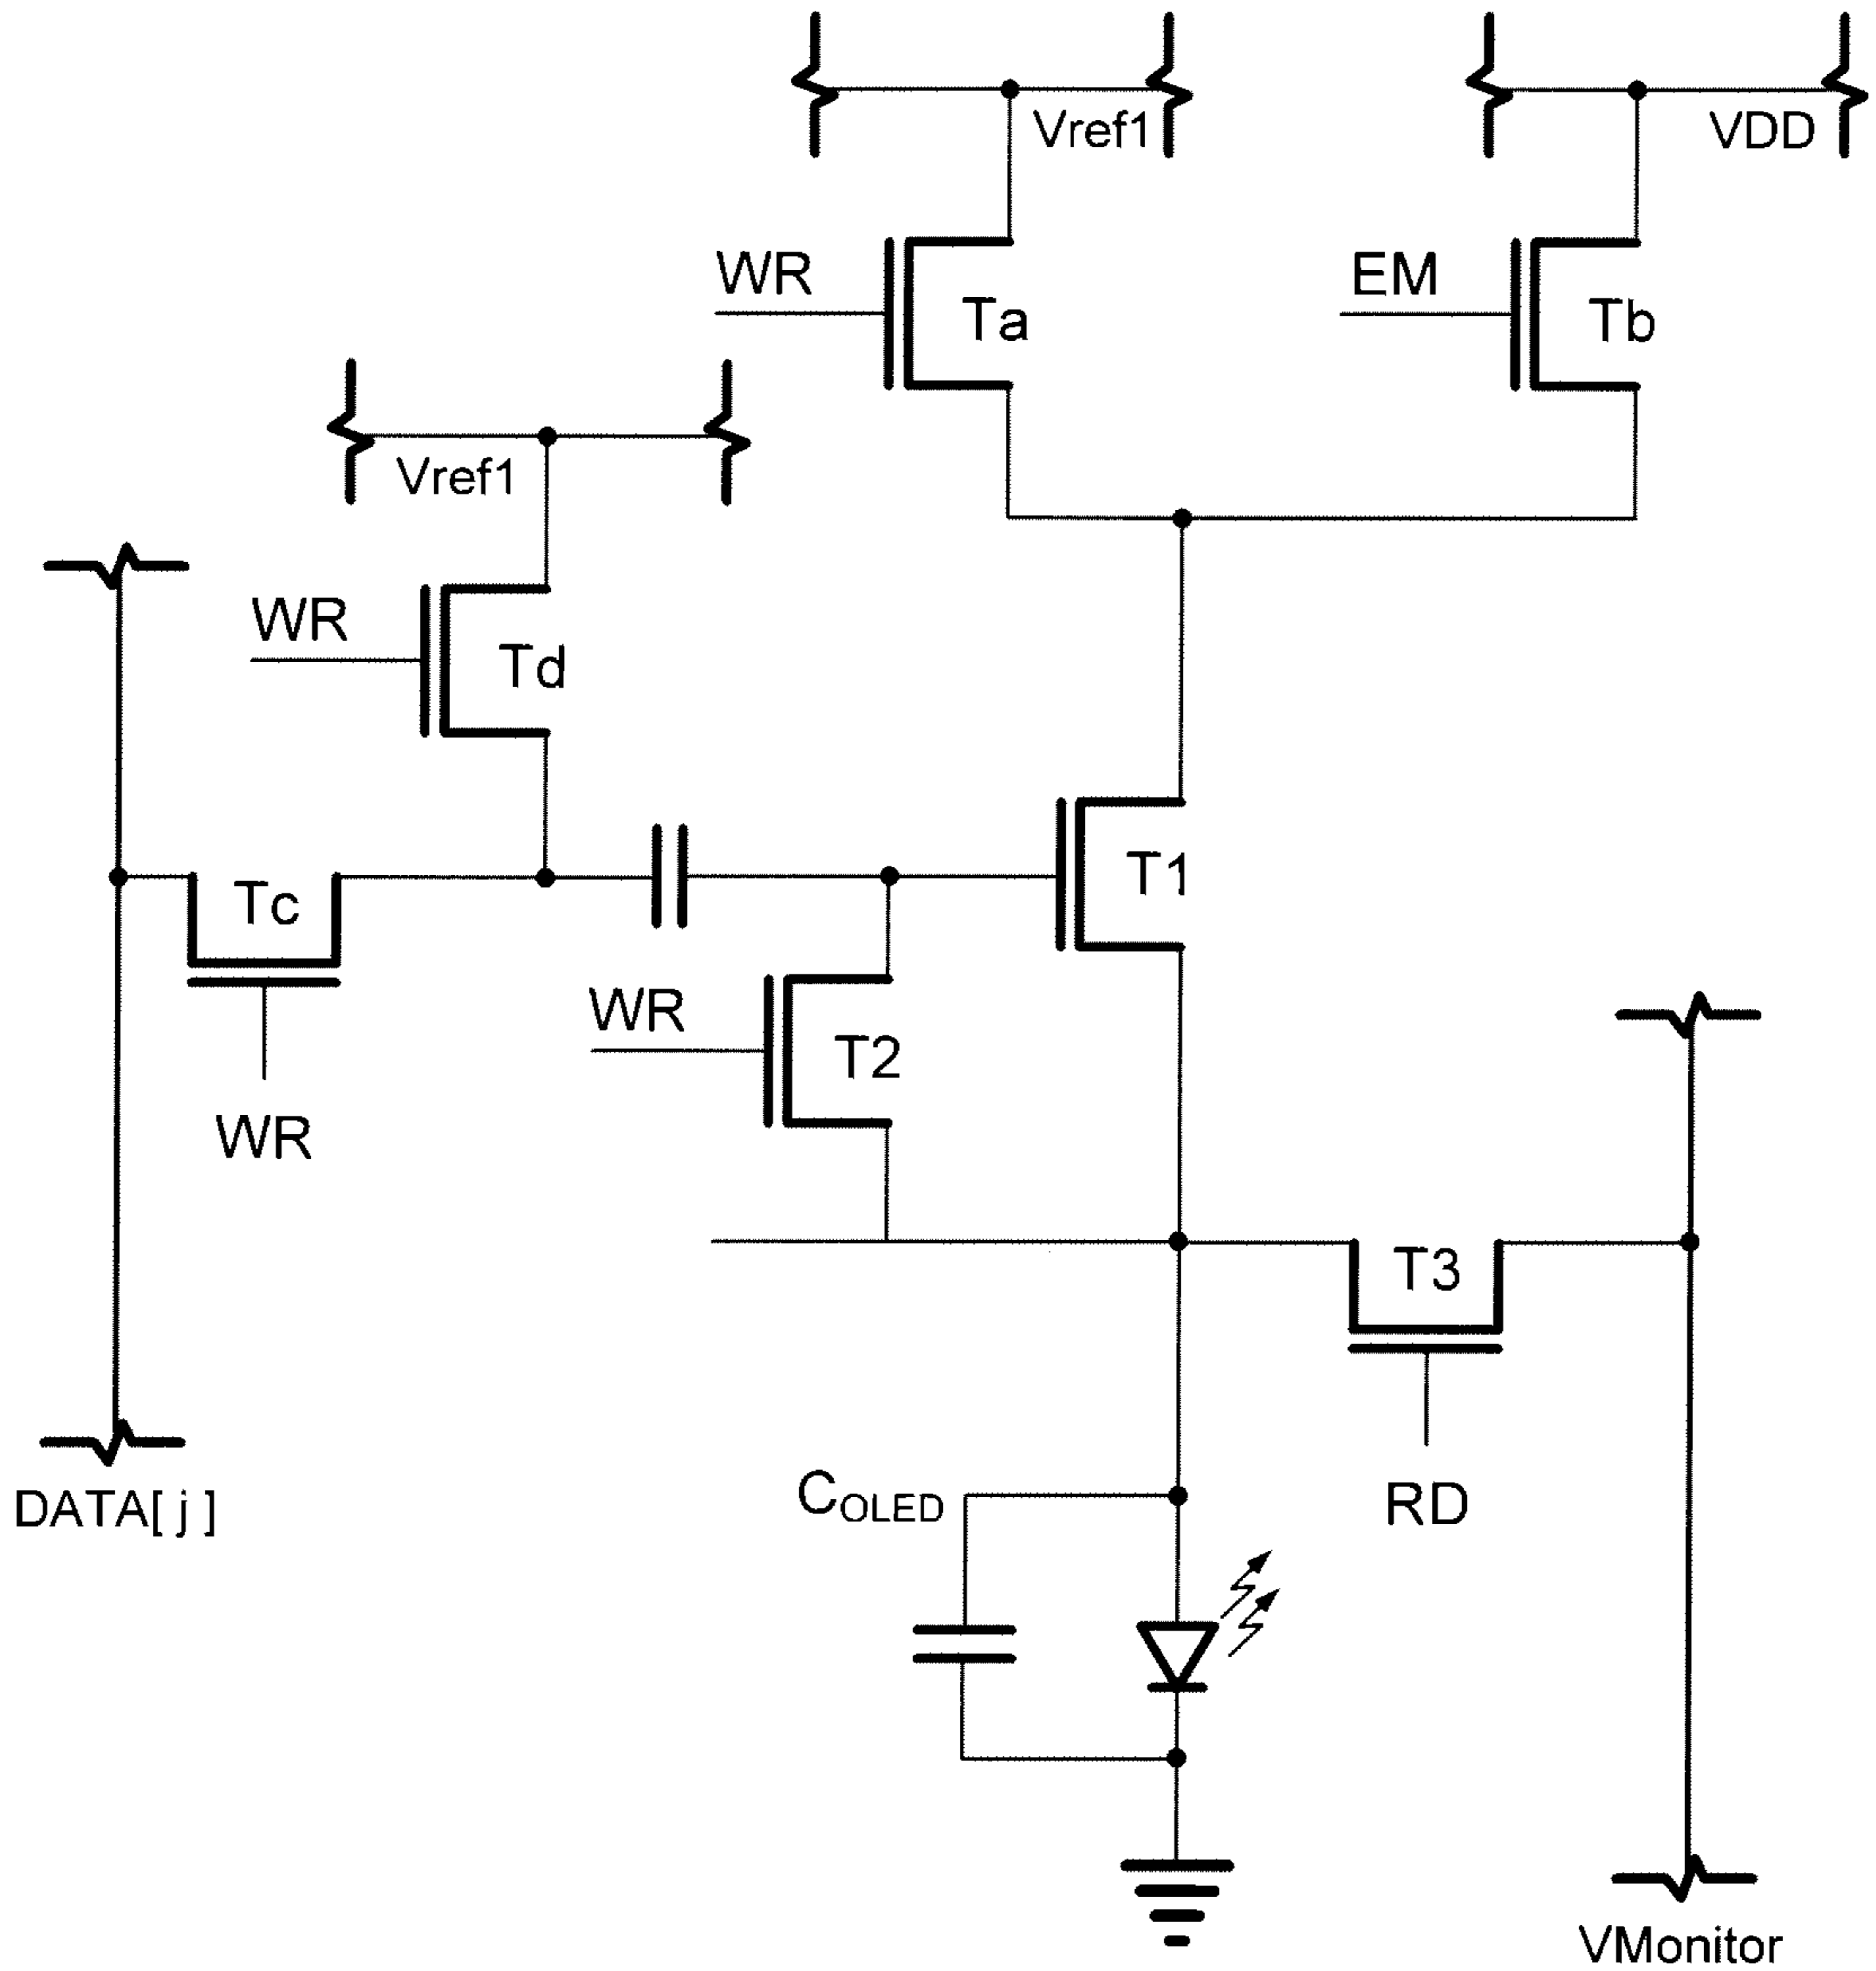 Vref1
VDD
WR
Ta
EM
Tb
Vref1
WR
Td
T1
Tc
WR
T2
WR
T3
COLED
RD
DATA[ j ]
VMonitor